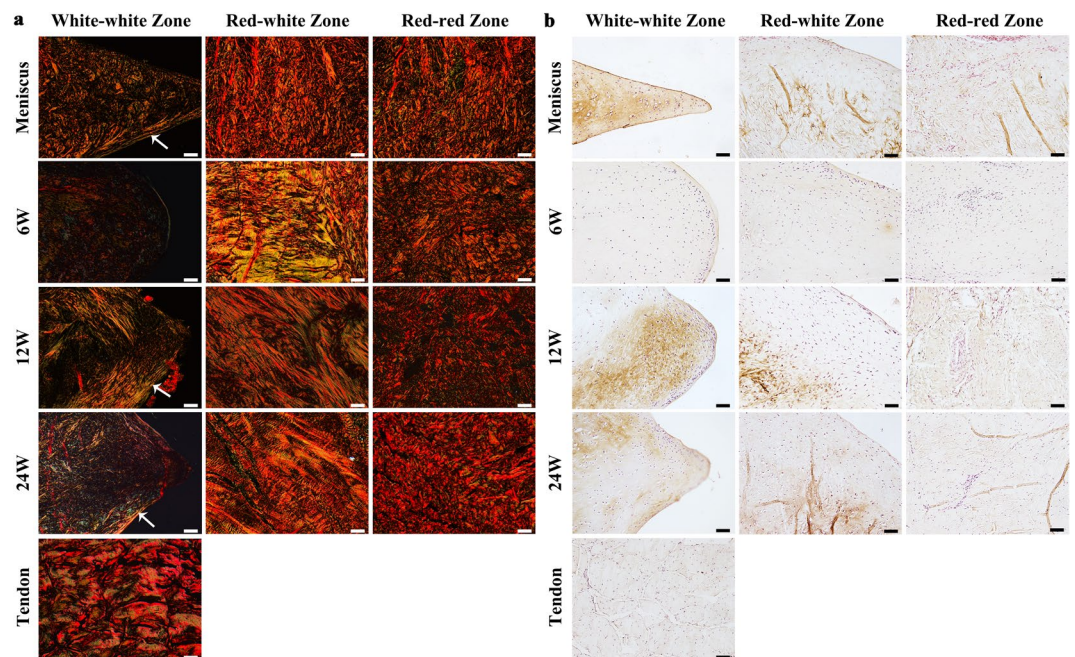 a White-white Zone Red-white Zone Red-red Zone
b White-white Zone Red-white Zone Red-red Zone
Meniscus
6W
12W
24W
Tendon
Meniscus
6W
12W
24W
Tendon